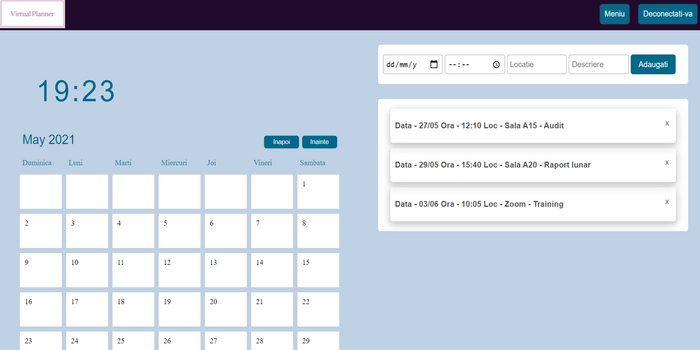 Virtual Planner
Meniu
Deconectati-va
19:23
May 2021
Inapoi
Inainte
Duminica Luni Marti Miercuri Joi Vineri Sambata
1
2 3 4 5 6 7 8
9 10 11 12 13 14 15
16 17 18 19 20 21 22
23 24 25 26 27 28 29
dd/mm/y --:-- Locatie Descriere Adaugati
Data - 27/05 Ora - 12:10 Loc - Sala A15 - Audit x
Data - 29/05 Ora - 15:40 Loc - Sala A20 - Raport lunar x
Data - 03/06 Ora - 10:05 Loc - Zoom - Training x